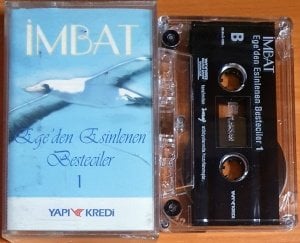 İMBAT
Ege'den Esinlenen
Besteciler
1
YAPI KREDİ
İMBAT
B
Ege'den Esinlenen Besteciler 1